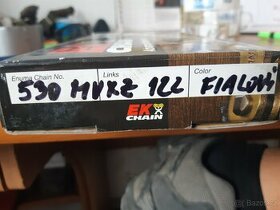 Enuma Chain No. Links Color
530 MVXZ 122 FIALOVÁ
EK
CHAIN